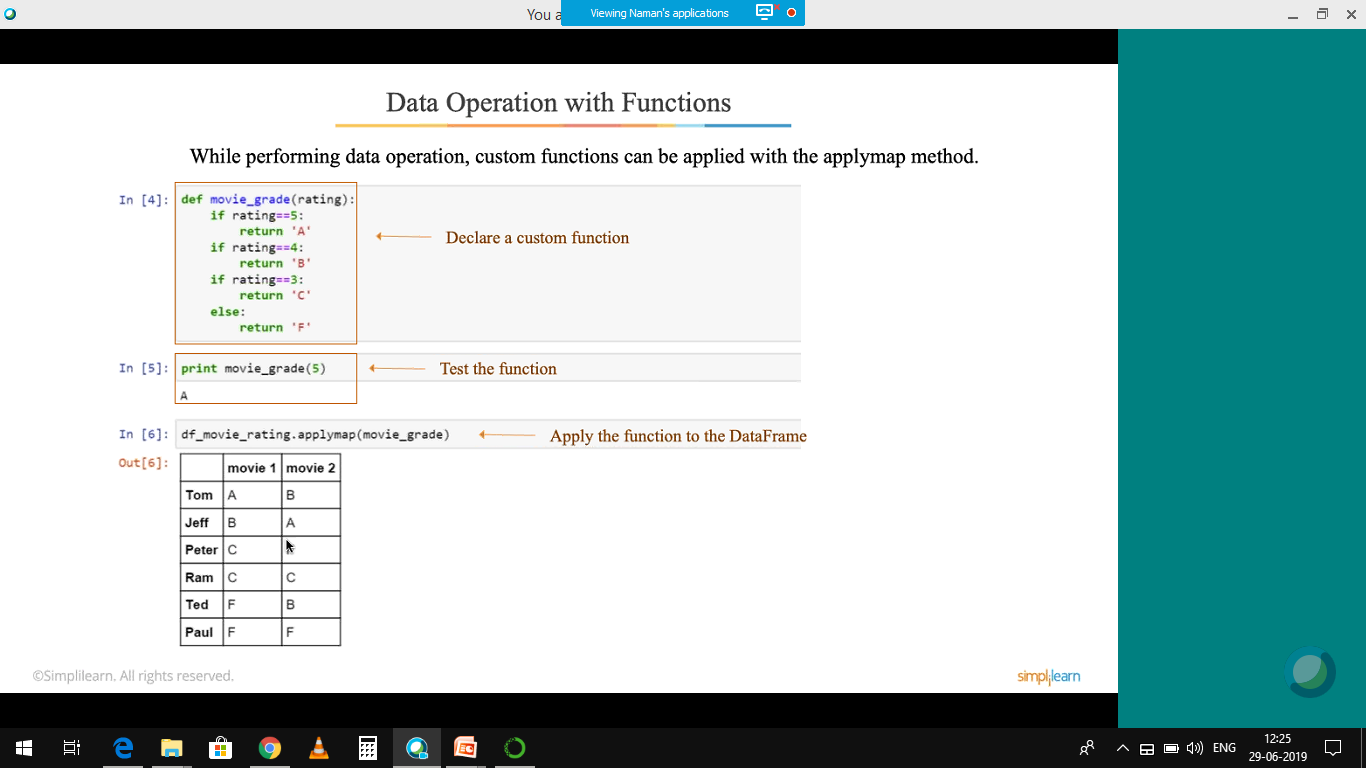 You a
Viewing Naman's applications
Data Operation with Functions
While performing data operation, custom functions can be applied with the applymap method.
In [4]: def movie_grade(rating):
if rating==5:
return 'A'
if rating==4:
return 'B'
if rating==3:
return 'C'
else:
return 'F'
Declare a custom function
In [5]: print movie_grade(5)
Test the function
A
In [6]: df_movie_rating.applymap(movie_grade)
Apply the function to the DataFrame
Out[6]:
movie 1 movie 2
Tom A B
Jeff B A
Peter C
Ram C C
Ted F B
Paul F F
©Simplilearn. All rights reserved.
simplilearn
ENG
12:25
29-06-2019